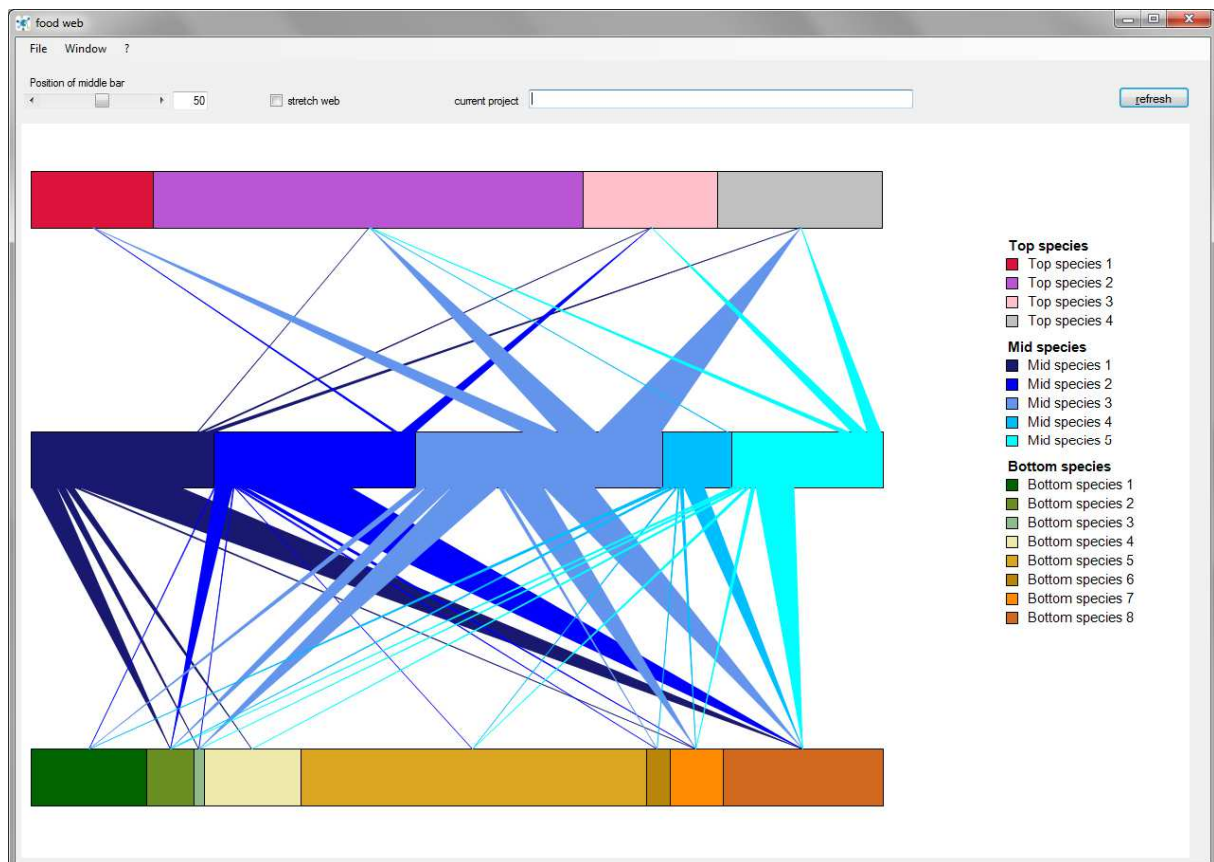 food web
File Window ?
Position of middle bar
50 stretch web current project refresh
Top species
Top species 1
Top species 2
Top species 3
Top species 4
Mid species
Mid species 1
Mid species 2
Mid species 3
Mid species 4
Mid species 5
Bottom species
Bottom species 1
Bottom species 2
Bottom species 3
Bottom species 4
Bottom species 5
Bottom species 6
Bottom species 7
Bottom species 8